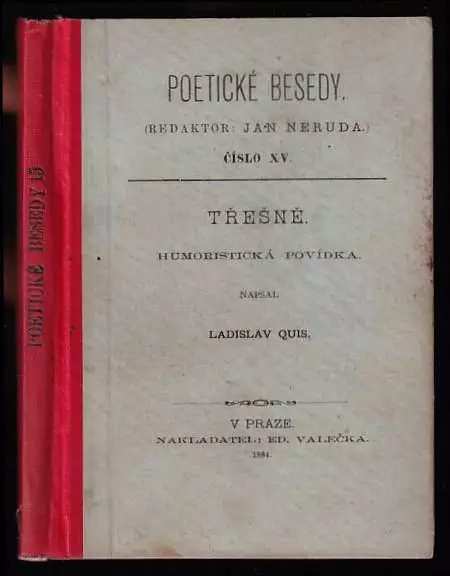 POETICKÉ BESEDY 15
POETICKÉ BESEDY.
(REDAKTOR: JAN NERUDA.)
ČÍSLO XV.
TŘEŠNĚ.
HUMORISTICKÁ POVÍDKA.
NAPSAL
LADISLAV QUIS.
V PRAZE.
NAKLADATEL: ED. VALEČKA.
1884.